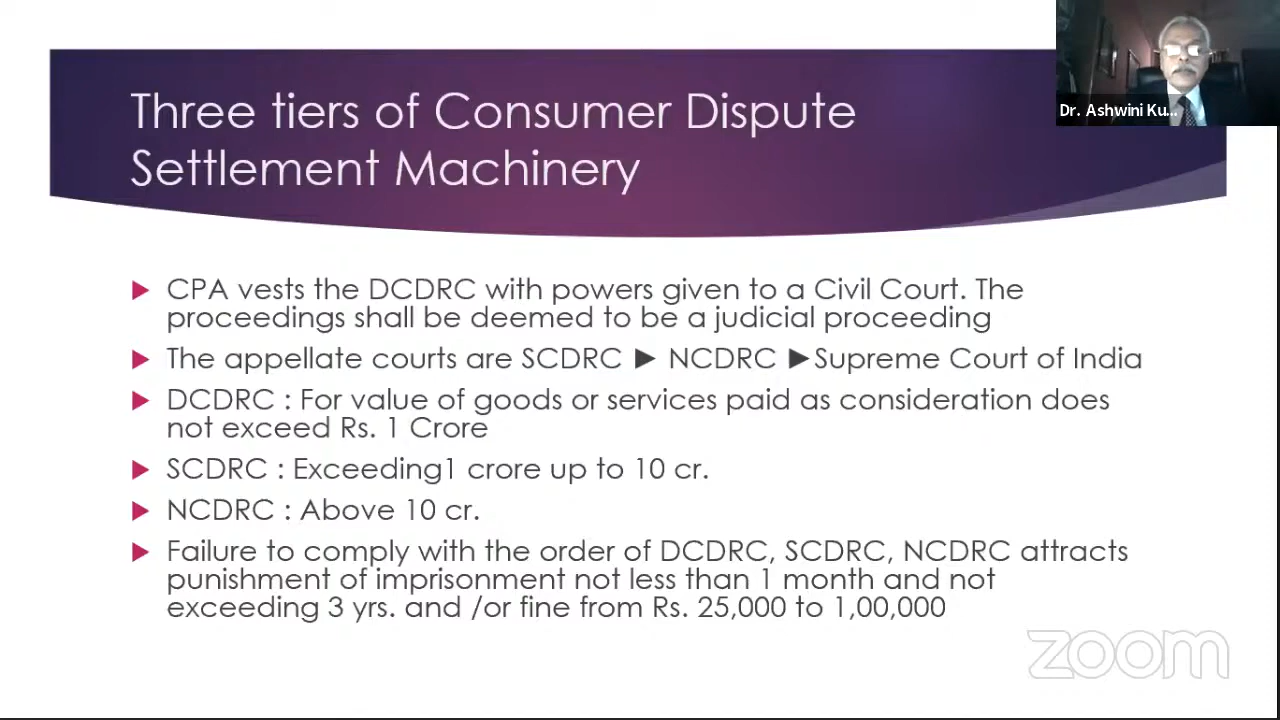 Three tiers of Consumer Dispute
Settlement Machinery
Dr. Ashwini Ku...
► CPA vests the DCDRC with powers given to a Civil Court. The
proceedings shall be deemed to be a judicial proceeding
► The appellate courts are SCDRC ► NCDRC ►Supreme Court of India
► DCDRC : For value of goods or services paid as consideration does
not exceed Rs. 1 Crore
► SCDRC : Exceeding1 crore up to 10 cr.
► NCDRC : Above 10 cr.
► Failure to comply with the order of DCDRC, SCDRC, NCDRC attracts
punishment of imprisonment not less than 1 month and not
exceeding 3 yrs. and /or fine from Rs. 25,000 to 1,00,000
zoom